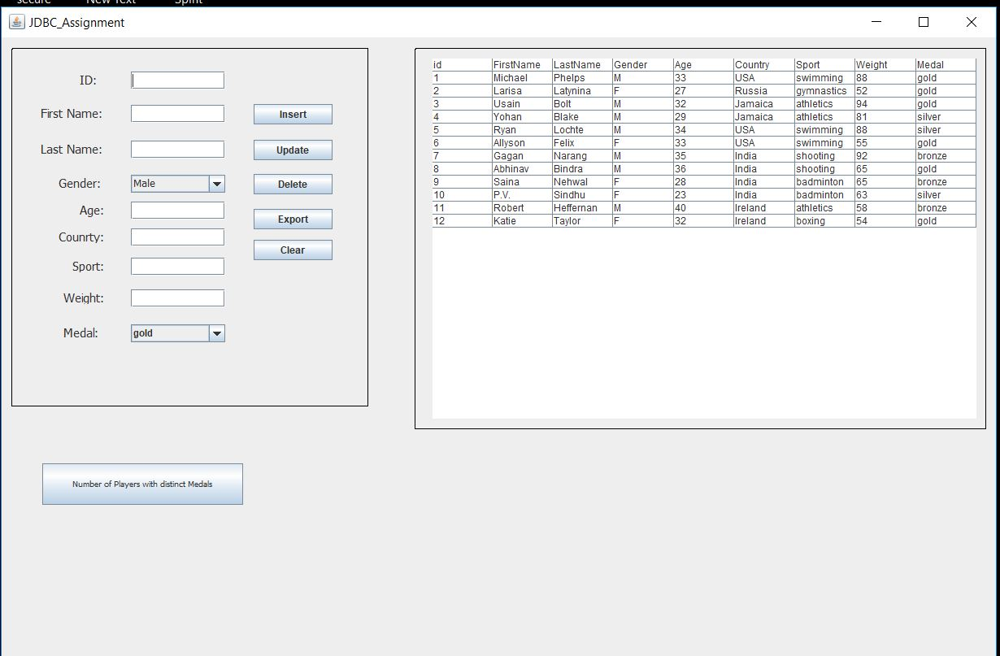 secure New Text Spirit
JDBC_Assignment
ID:
First Name:
Last Name:
Gender: Male
Age:
Counrty:
Sport:
Weight:
Medal: gold
Insert
Update
Delete
Export
Clear
id FirstName LastName Gender Age Country Sport Weight Medal
1 Michael Phelps M 33 USA swimming 88 gold
2 Larisa Latynina F 27 Russia gymnastics 52 gold
3 Usain Bolt M 32 Jamaica athletics 94 gold
4 Yohan Blake M 29 Jamaica athletics 81 silver
5 Ryan Lochte M 34 USA swimming 88 silver
6 Allyson Felix F 33 USA swimming 55 gold
7 Gagan Narang M 35 India shooting 92 bronze
8 Abhinav Bindra M 36 India shooting 65 gold
9 Saina Nehwal F 28 India badminton 65 bronze
10 P.V. Sindhu F 23 India badminton 63 silver
11 Robert Heffernan M 40 Ireland athletics 58 bronze
12 Katie Taylor F 32 Ireland boxing 54 gold
Number of Players with distinct Medals